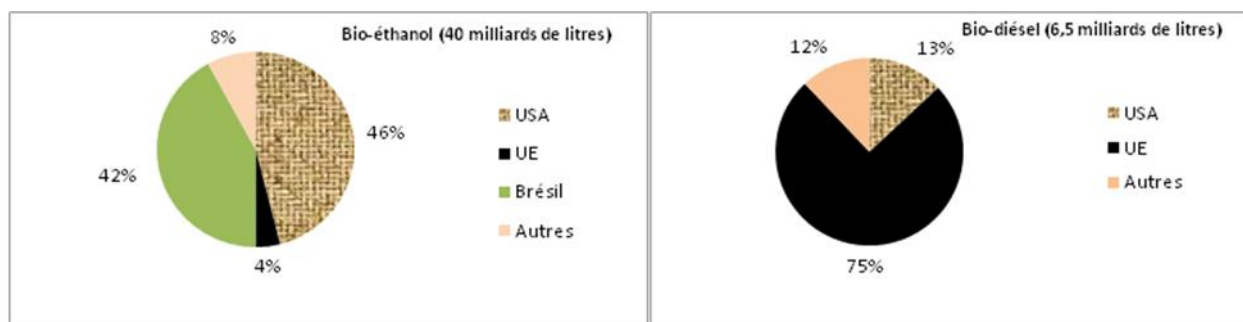 Bio-éthanol (40 milliards de litres)
8%
46%
42%
4%
USA
UE
Brésil
Autres
Bio-diésel (6,5 milliards de litres)
12%
13%
75%
USA
UE
Autres